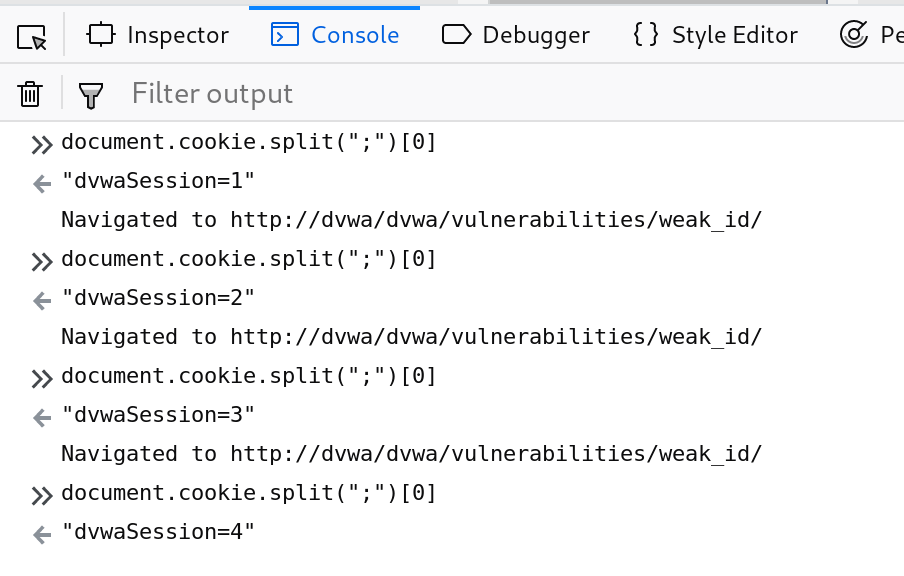 Inspector Console Debugger { } Style Editor Pe
Filter output
document.cookie.split(";")[0]
"dvwaSession=1"
Navigated to http://dvwa/dvwa/vulnerabilities/weak_id/
document.cookie.split(";")[0]
"dvwaSession=2"
Navigated to http://dvwa/dvwa/vulnerabilities/weak_id/
document.cookie.split(";")[0]
"dvwaSession=3"
Navigated to http://dvwa/dvwa/vulnerabilities/weak_id/
document.cookie.split(";")[0]
"dvwaSession=4"